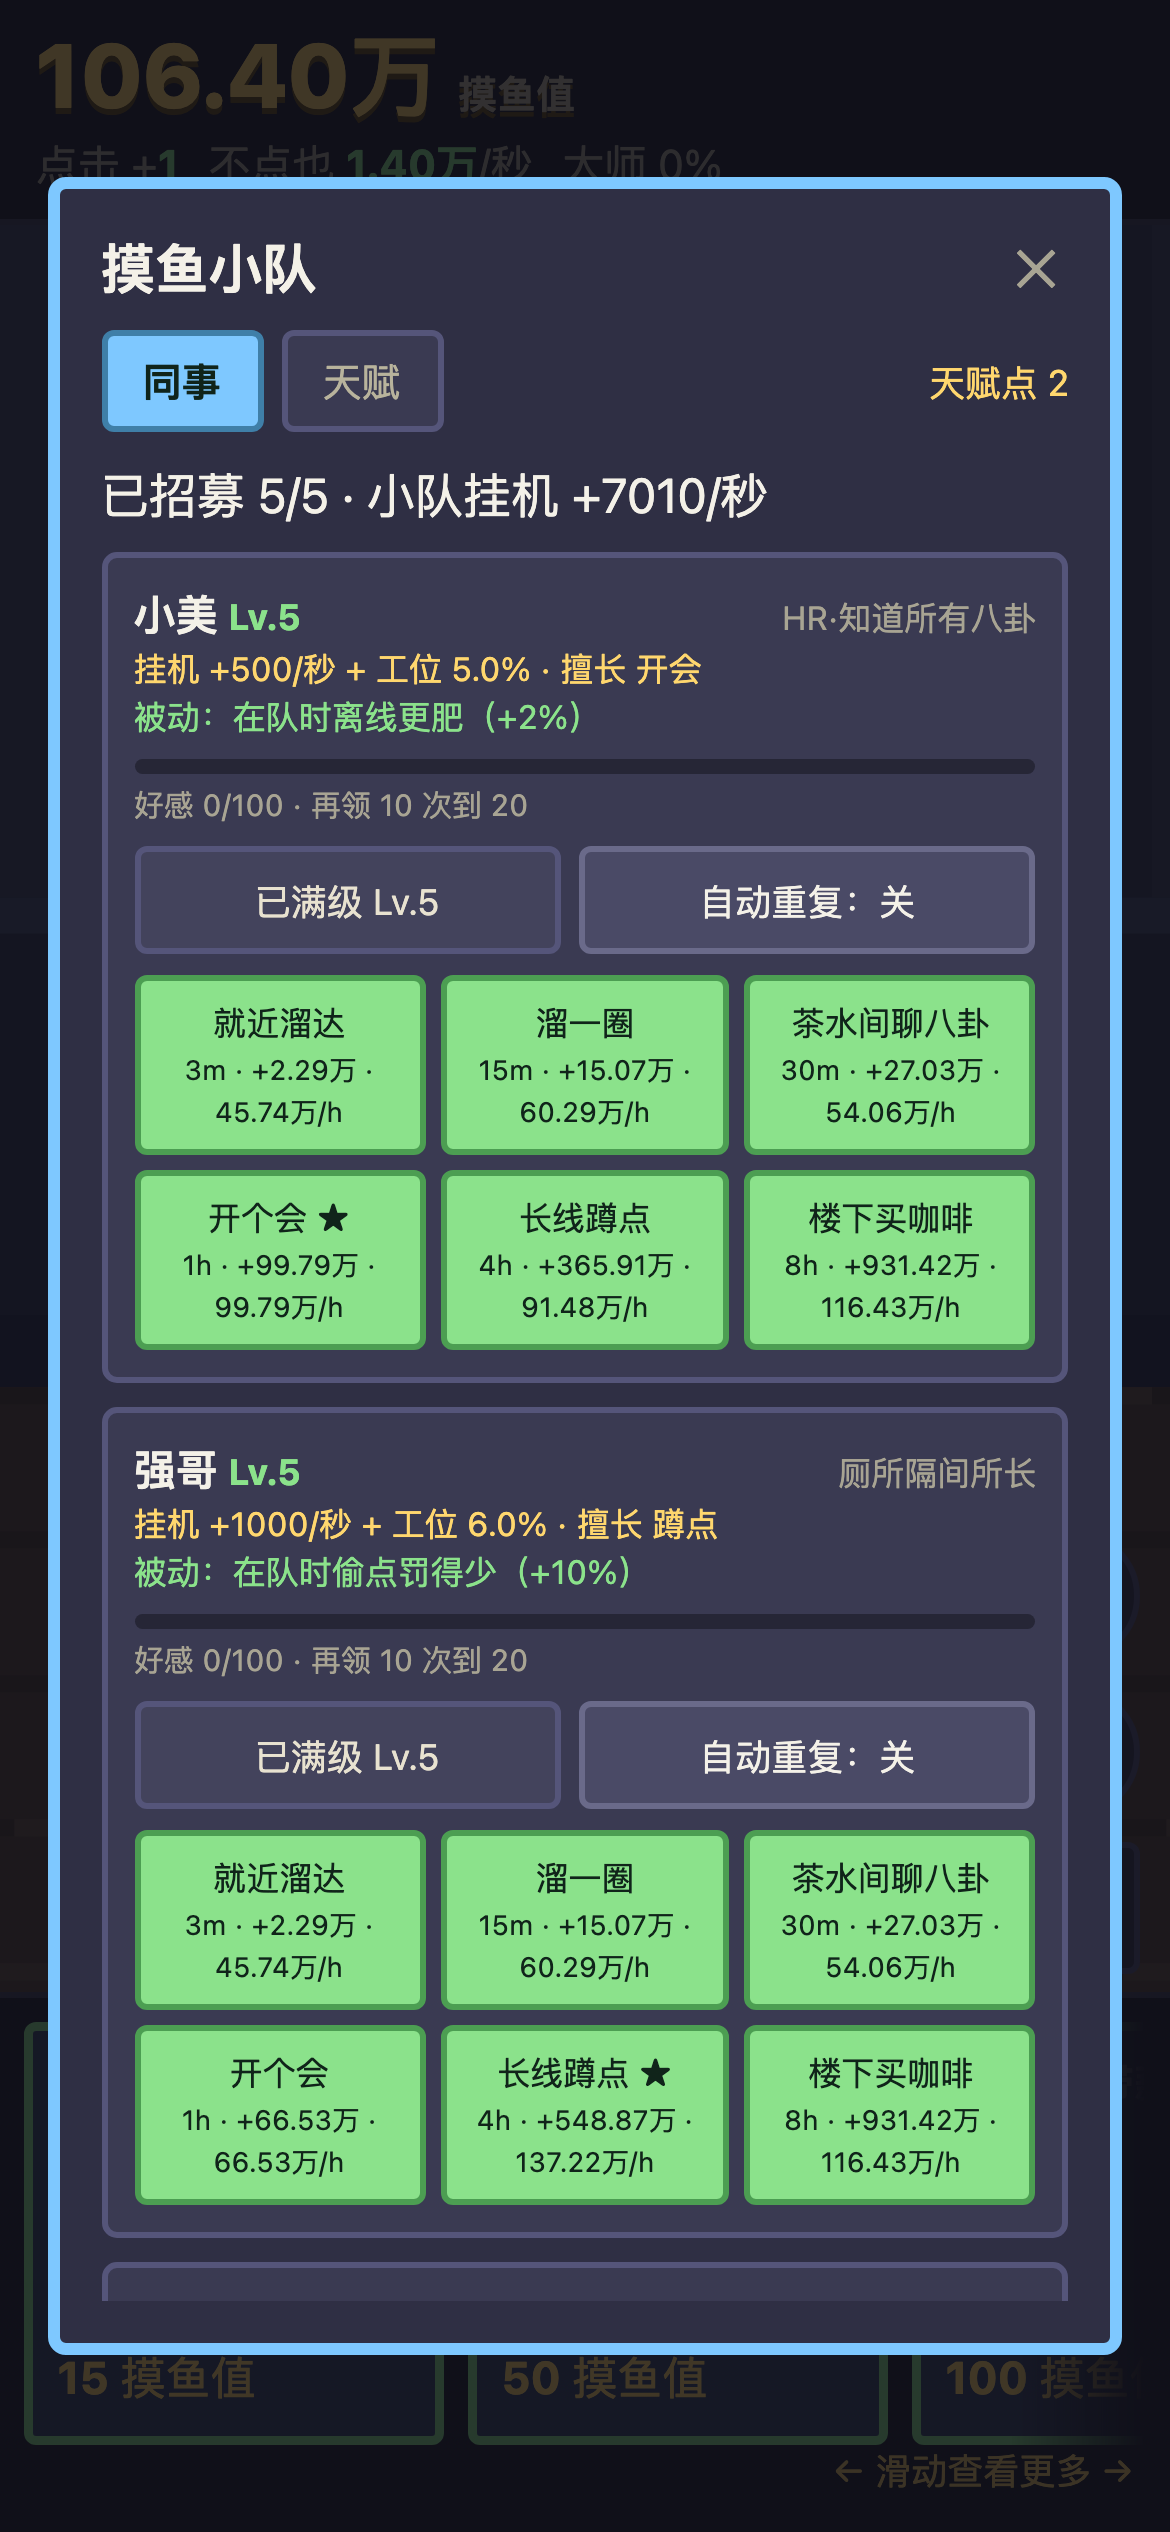 106.40万 摸鱼值
点击 +1 不点也 1.40万/秒 大师 0%
摸鱼小队
同事 天赋 天赋点 2
已招募 5/5 · 小队挂机 +7010/秒
小美 Lv.5 HR·知道所有八卦
挂机 +500/秒 + 工位 5.0% · 擅长 开会
被动：在队时离线更肥（+2%）
好感 0/100 · 再领 10 次到 20
已满级 Lv.5 自动重复：关
就近溜达 溜一圈 茶水间聊八卦
3m · +2.29万 · 15m · +15.07万 · 30m · +27.03万 ·
45.74万/h 60.29万/h 54.06万/h
开个会 ★ 长线蹲点 楼下买咖啡
1h · +99.79万 · 4h · +365.91万 · 8h · +931.42万 ·
99.79万/h 91.48万/h 116.43万/h
强哥 Lv.5 厕所隔间所长
挂机 +1000/秒 + 工位 6.0% · 擅长 蹲点
被动：在队时偷点罚得少（+10%）
好感 0/100 · 再领 10 次到 20
已满级 Lv.5 自动重复：关
就近溜达 溜一圈 茶水间聊八卦
3m · +2.29万 · 15m · +15.07万 · 30m · +27.03万 ·
45.74万/h 60.29万/h 54.06万/h
开个会 长线蹲点 ★ 楼下买咖啡
1h · +66.53万 · 4h · +548.87万 · 8h · +931.42万 ·
66.53万/h 137.22万/h 116.43万/h
15 摸鱼值 50 摸鱼值 100 摸鱼
← 滑动查看更多 →